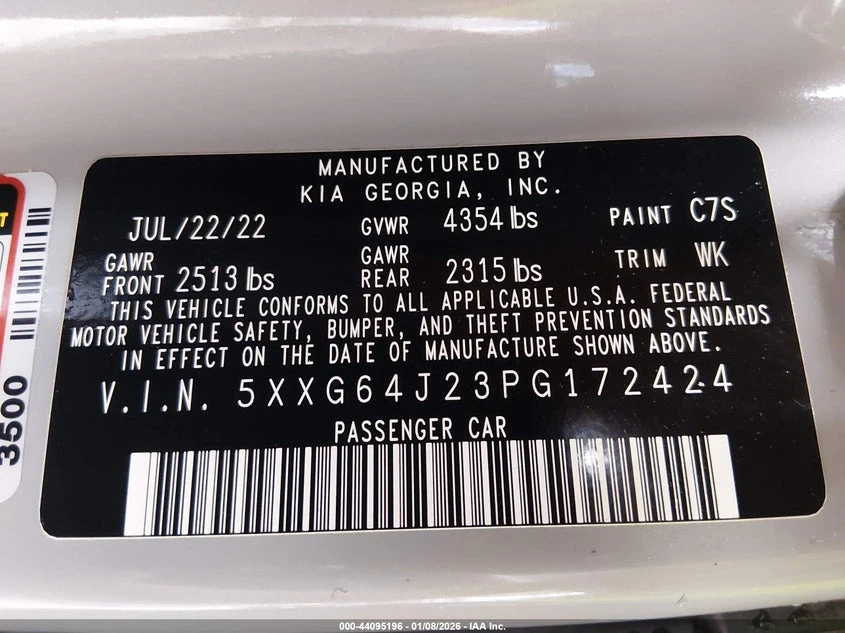 MANUFACTURED BY
KIA GEORGIA, INC.
JUL/22/22 GVWR 4354 lbs PAINT C7S
GAWR FRONT 2513 lbs GAWR REAR 2315 lbs TRIM WK
THIS VEHICLE CONFORMS TO ALL APPLICABLE U.S.A. FEDERAL
MOTOR VEHICLE SAFETY, BUMPER, AND THEFT PREVENTION STANDARDS
IN EFFECT ON THE DATE OF MANUFACTURE SHOWN ABOVE.
V.I.N. 5XXG64J23PG172424
PASSENGER CAR
3500
000-44095196 - 01/08/2026 - IAA Inc.